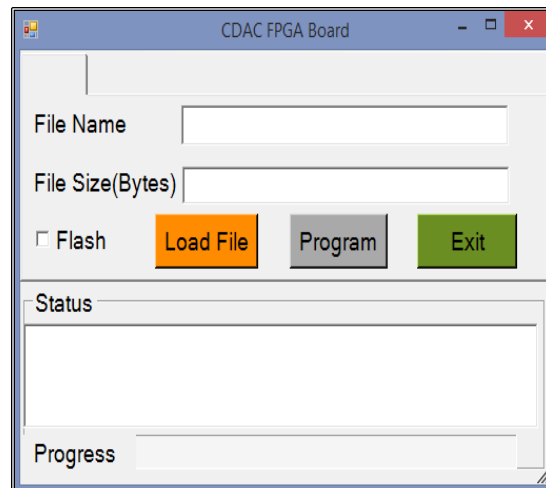 CDAC FPGA Board
File Name
File Size(Bytes)
Flash Load File Program Exit
Status
Progress